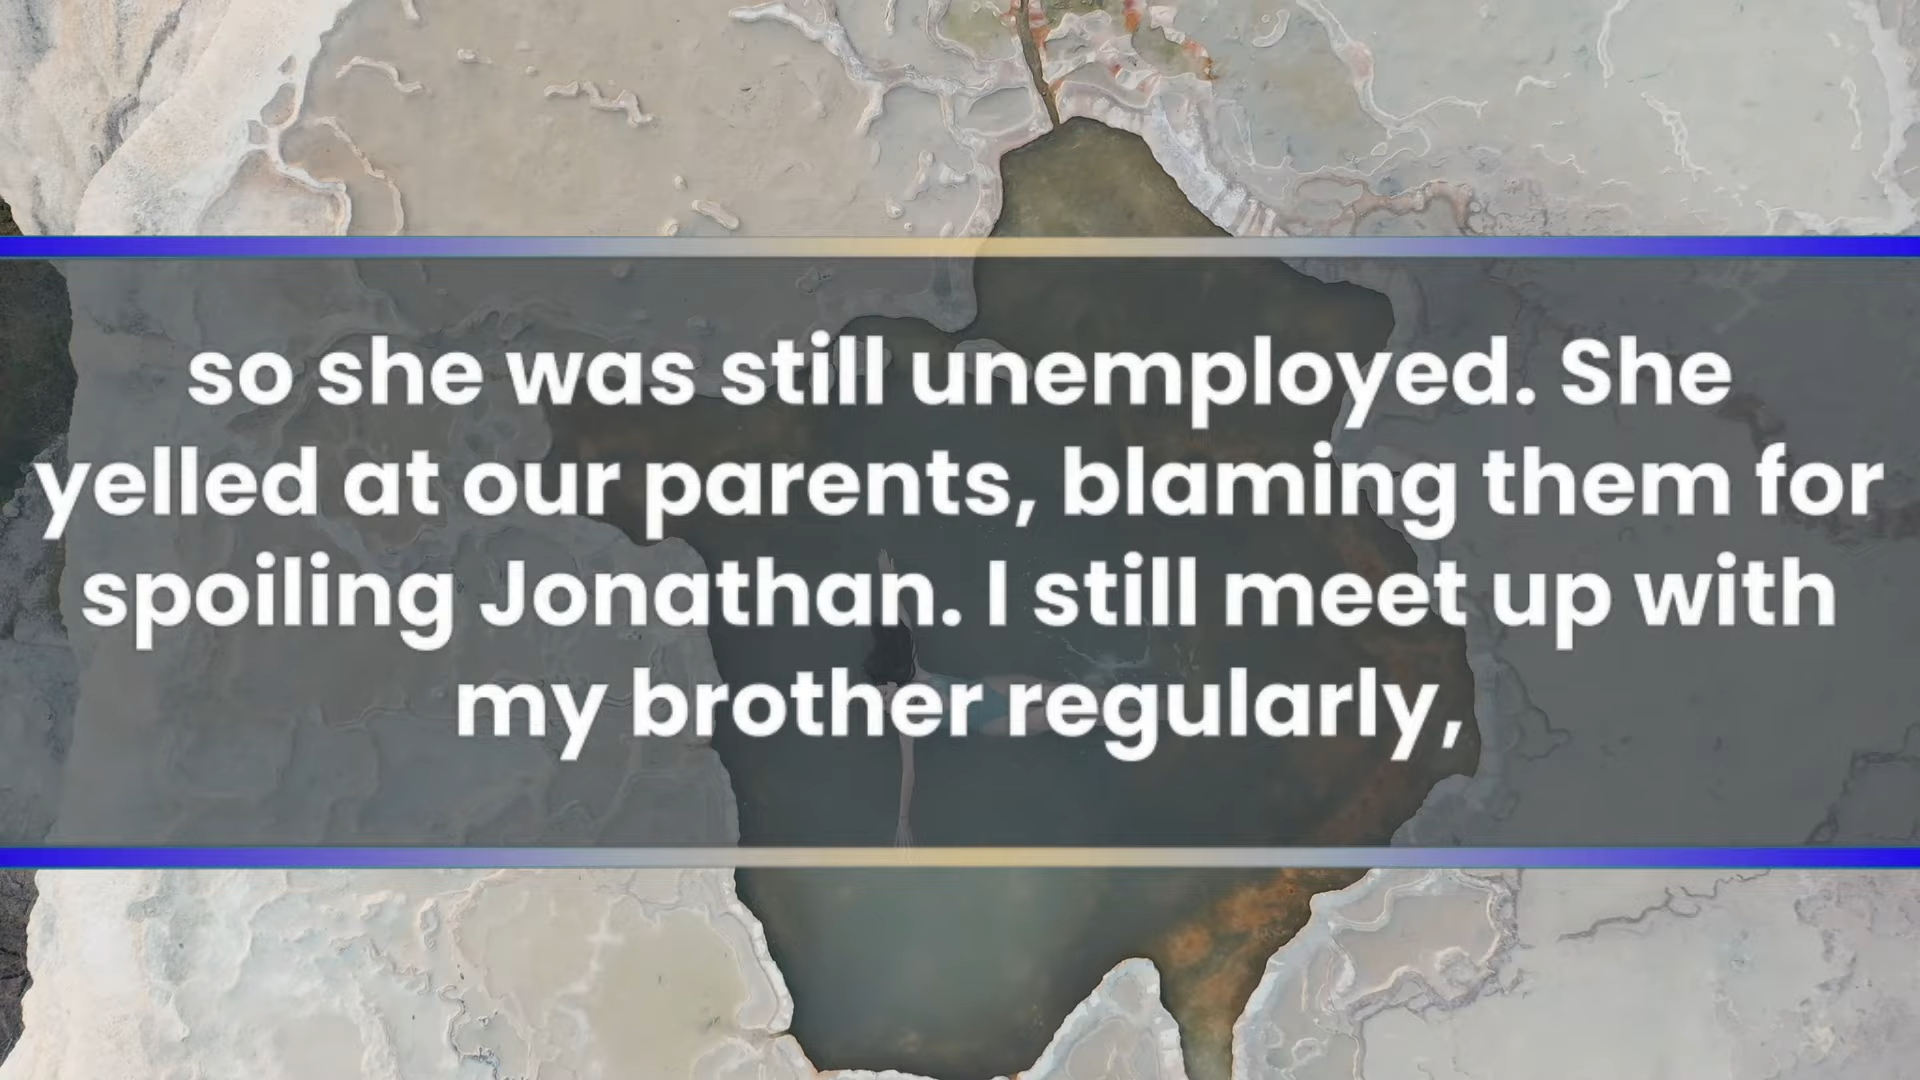 so she was still unemployed. She
yelled at our parents, blaming them for
spoiling Jonathan. I still meet up with
my brother regularly,